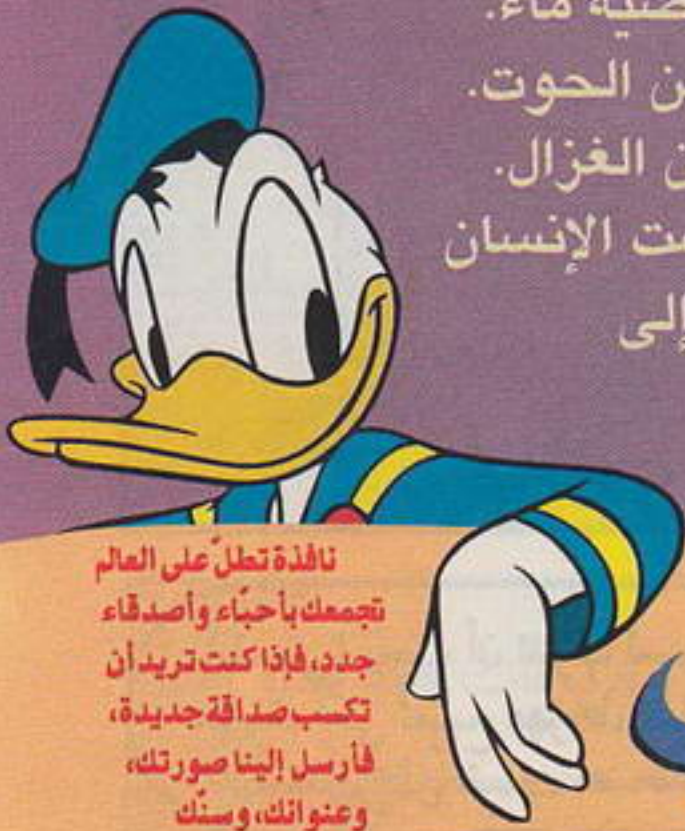 ماء.
الحوت.
الغزال.
الإنسان
إلى
نافذة تطلّ على العالم
تجمعك بأحبّاء وأصدقاء
جدد، فإذا كنت تريد أن
تكسب صداقة جديدة،
فأرسل إلينا صورتك،
وعنوانك، وسنّك